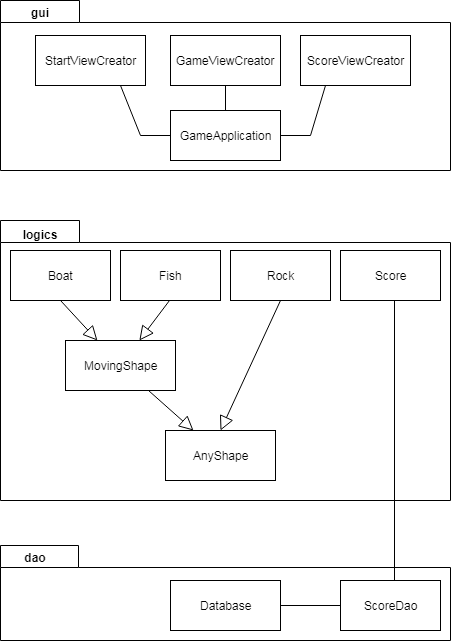 gui
StartViewCreator
GameViewCreator
ScoreViewCreator
GameApplication
logics
Boat
Fish
Rock
Score
MovingShape
AnyShape
dao
Database
ScoreDao